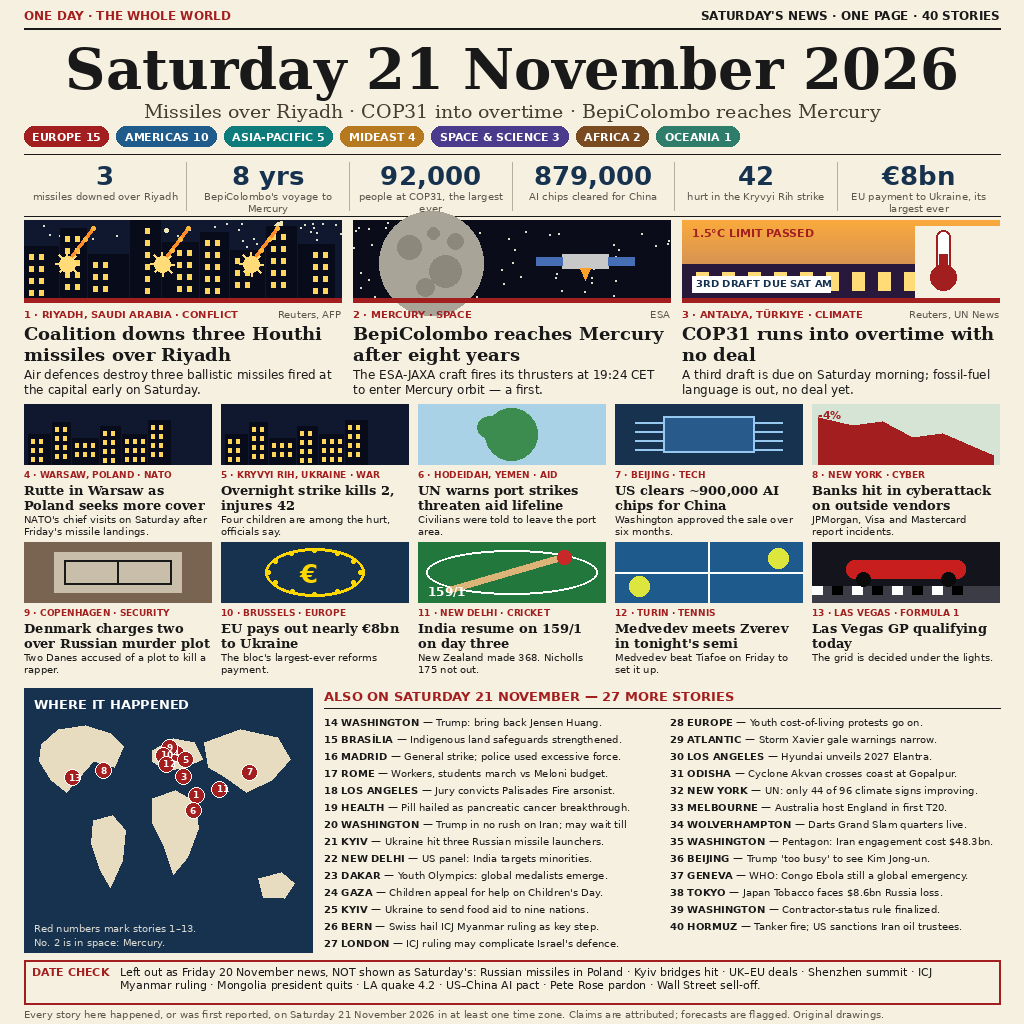 ONE DAY · THE WHOLE WORLD
SATURDAY'S NEWS · ONE PAGE · 40 STORIES
Saturday 21 November 2026
Missiles over Riyadh · COP31 into overtime · BepiColombo reaches Mercury
EUROPE 15
AMERICAS 10
ASIA-PACIFIC 5
MIDEAST 4
SPACE & SCIENCE 3
AFRICA 2
OCEANIA 1
3
missiles downed over Riyadh
8 yrs
BepiColombo's voyage to
Mercury
92,000
people at COP31, the largest
ever
879,000
AI chips cleared for China
42
hurt in the Kryvyi Rih strike
€8bn
EU payment to Ukraine, its
largest ever
1 · RIYADH, SAUDI ARABIA · CONFLICT
Reuters, AFP
Coalition downs three Houthi
missiles over Riyadh
Air defences destroy three ballistic missiles fired at
the capital early on Saturday.
2 · MERCURY · SPACE
ESA
BepiColombo reaches Mercury
after eight years
The ESA-JAXA craft fires its thrusters at 19:24 CET
to enter Mercury orbit — a first.
1.5°C LIMIT PASSED
3RD DRAFT DUE SAT AM
3 · ANTALYA, TÜRKIYE · CLIMATE
Reuters, UN News
COP31 runs into overtime with
no deal
A third draft is due on Saturday morning; fossil-fuel
language is out, no deal yet.
4 · WARSAW, POLAND · NATO
Rutte in Warsaw as
Poland seeks more cover
NATO's chief visits on Saturday after
Friday's missile landings.
5 · KRYVYI RIH, UKRAINE · WAR
Overnight strike kills 2,
injures 42
Four children are among the hurt,
officials say.
6 · HODEIDAH, YEMEN · AID
UN warns port strikes
threaten aid lifeline
Civilians were told to leave the port
area.
7 · BEIJING · TECH
US clears ~900,000 AI
chips for China
Washington approved the sale over
six months.
-4%
8 · NEW YORK · CYBER
Banks hit in cyberattack
on outside vendors
JPMorgan, Visa and Mastercard
report incidents.
9 · COPENHAGEN · SECURITY
Denmark charges two
over Russian murder plot
Two Danes accused of a plot to kill a
rapper.
€
10 · BRUSSELS · EUROPE
EU pays out nearly €8bn
to Ukraine
The bloc's largest-ever reforms
payment.
159/1
11 · NEW DELHI · CRICKET
India resume on 159/1
on day three
New Zealand made 368. Nicholls
175 not out.
12 · TURIN · TENNIS
Medvedev meets Zverev
in tonight's semi
Medvedev beat Tiafoe on Friday to
set it up.
13 · LAS VEGAS · FORMULA 1
Las Vegas GP qualifying
today
The grid is decided under the lights.
WHERE IT HAPPENED
13
8
9
10
4
12
5
3
1
11
7
6
Red numbers mark stories 1–13.
No. 2 is in space: Mercury.
ALSO ON SATURDAY 21 NOVEMBER — 27 MORE STORIES
14 WASHINGTON — Trump: bring back Jensen Huang.
15 BRASÍLIA — Indigenous land safeguards strengthened.
16 MADRID — General strike; police used excessive force.
17 ROME — Workers, students march vs Meloni budget.
18 LOS ANGELES — Jury convicts Palisades Fire arsonist.
19 HEALTH — Pill hailed as pancreatic cancer breakthrough.
20 WASHINGTON — Trump in no rush on Iran; may wait till
21 KYIV — Ukraine hit three Russian missile launchers.
22 NEW DELHI — US panel: India targets minorities.
23 DAKAR — Youth Olympics: global medalists emerge.
24 GAZA — Children appeal for help on Children's Day.
25 KYIV — Ukraine to send food aid to nine nations.
26 BERN — Swiss hail ICJ Myanmar ruling as key step.
27 LONDON — ICJ ruling may complicate Israel's defence.
28 EUROPE — Youth cost-of-living protests go on.
29 ATLANTIC — Storm Xavier gale warnings narrow.
30 LOS ANGELES — Hyundai unveils 2027 Elantra.
31 ODISHA — Cyclone Akvan crosses coast at Gopalpur.
32 NEW YORK — UN: only 44 of 96 climate signs improving.
33 MELBOURNE — Australia host England in first T20.
34 WOLVERHAMPTON — Darts Grand Slam quarters live.
35 WASHINGTON — Pentagon: Iran engagement cost $48.3bn.
36 BEIJING — Trump 'too busy' to see Kim Jong-un.
37 GENEVA — WHO: Congo Ebola still a global emergency.
38 TOKYO — Japan Tobacco faces $8.6bn Russia loss.
39 WASHINGTON — Contractor-status rule finalized.
40 HORMUZ — Tanker fire; US sanctions Iran oil trustees.
DATE CHECK
Left out as Friday 20 November news, NOT shown as Saturday's: Russian missiles in Poland · Kyiv bridges hit · UK–EU deals · Shenzhen summit · ICJ
Myanmar ruling · Mongolia president quits · LA quake 4.2 · US–China AI pact · Pete Rose pardon · Wall Street sell-off.
Every story here happened, or was first reported, on Saturday 21 November 2026 in at least one time zone. Claims are attributed; forecasts are flagged. Original drawings.